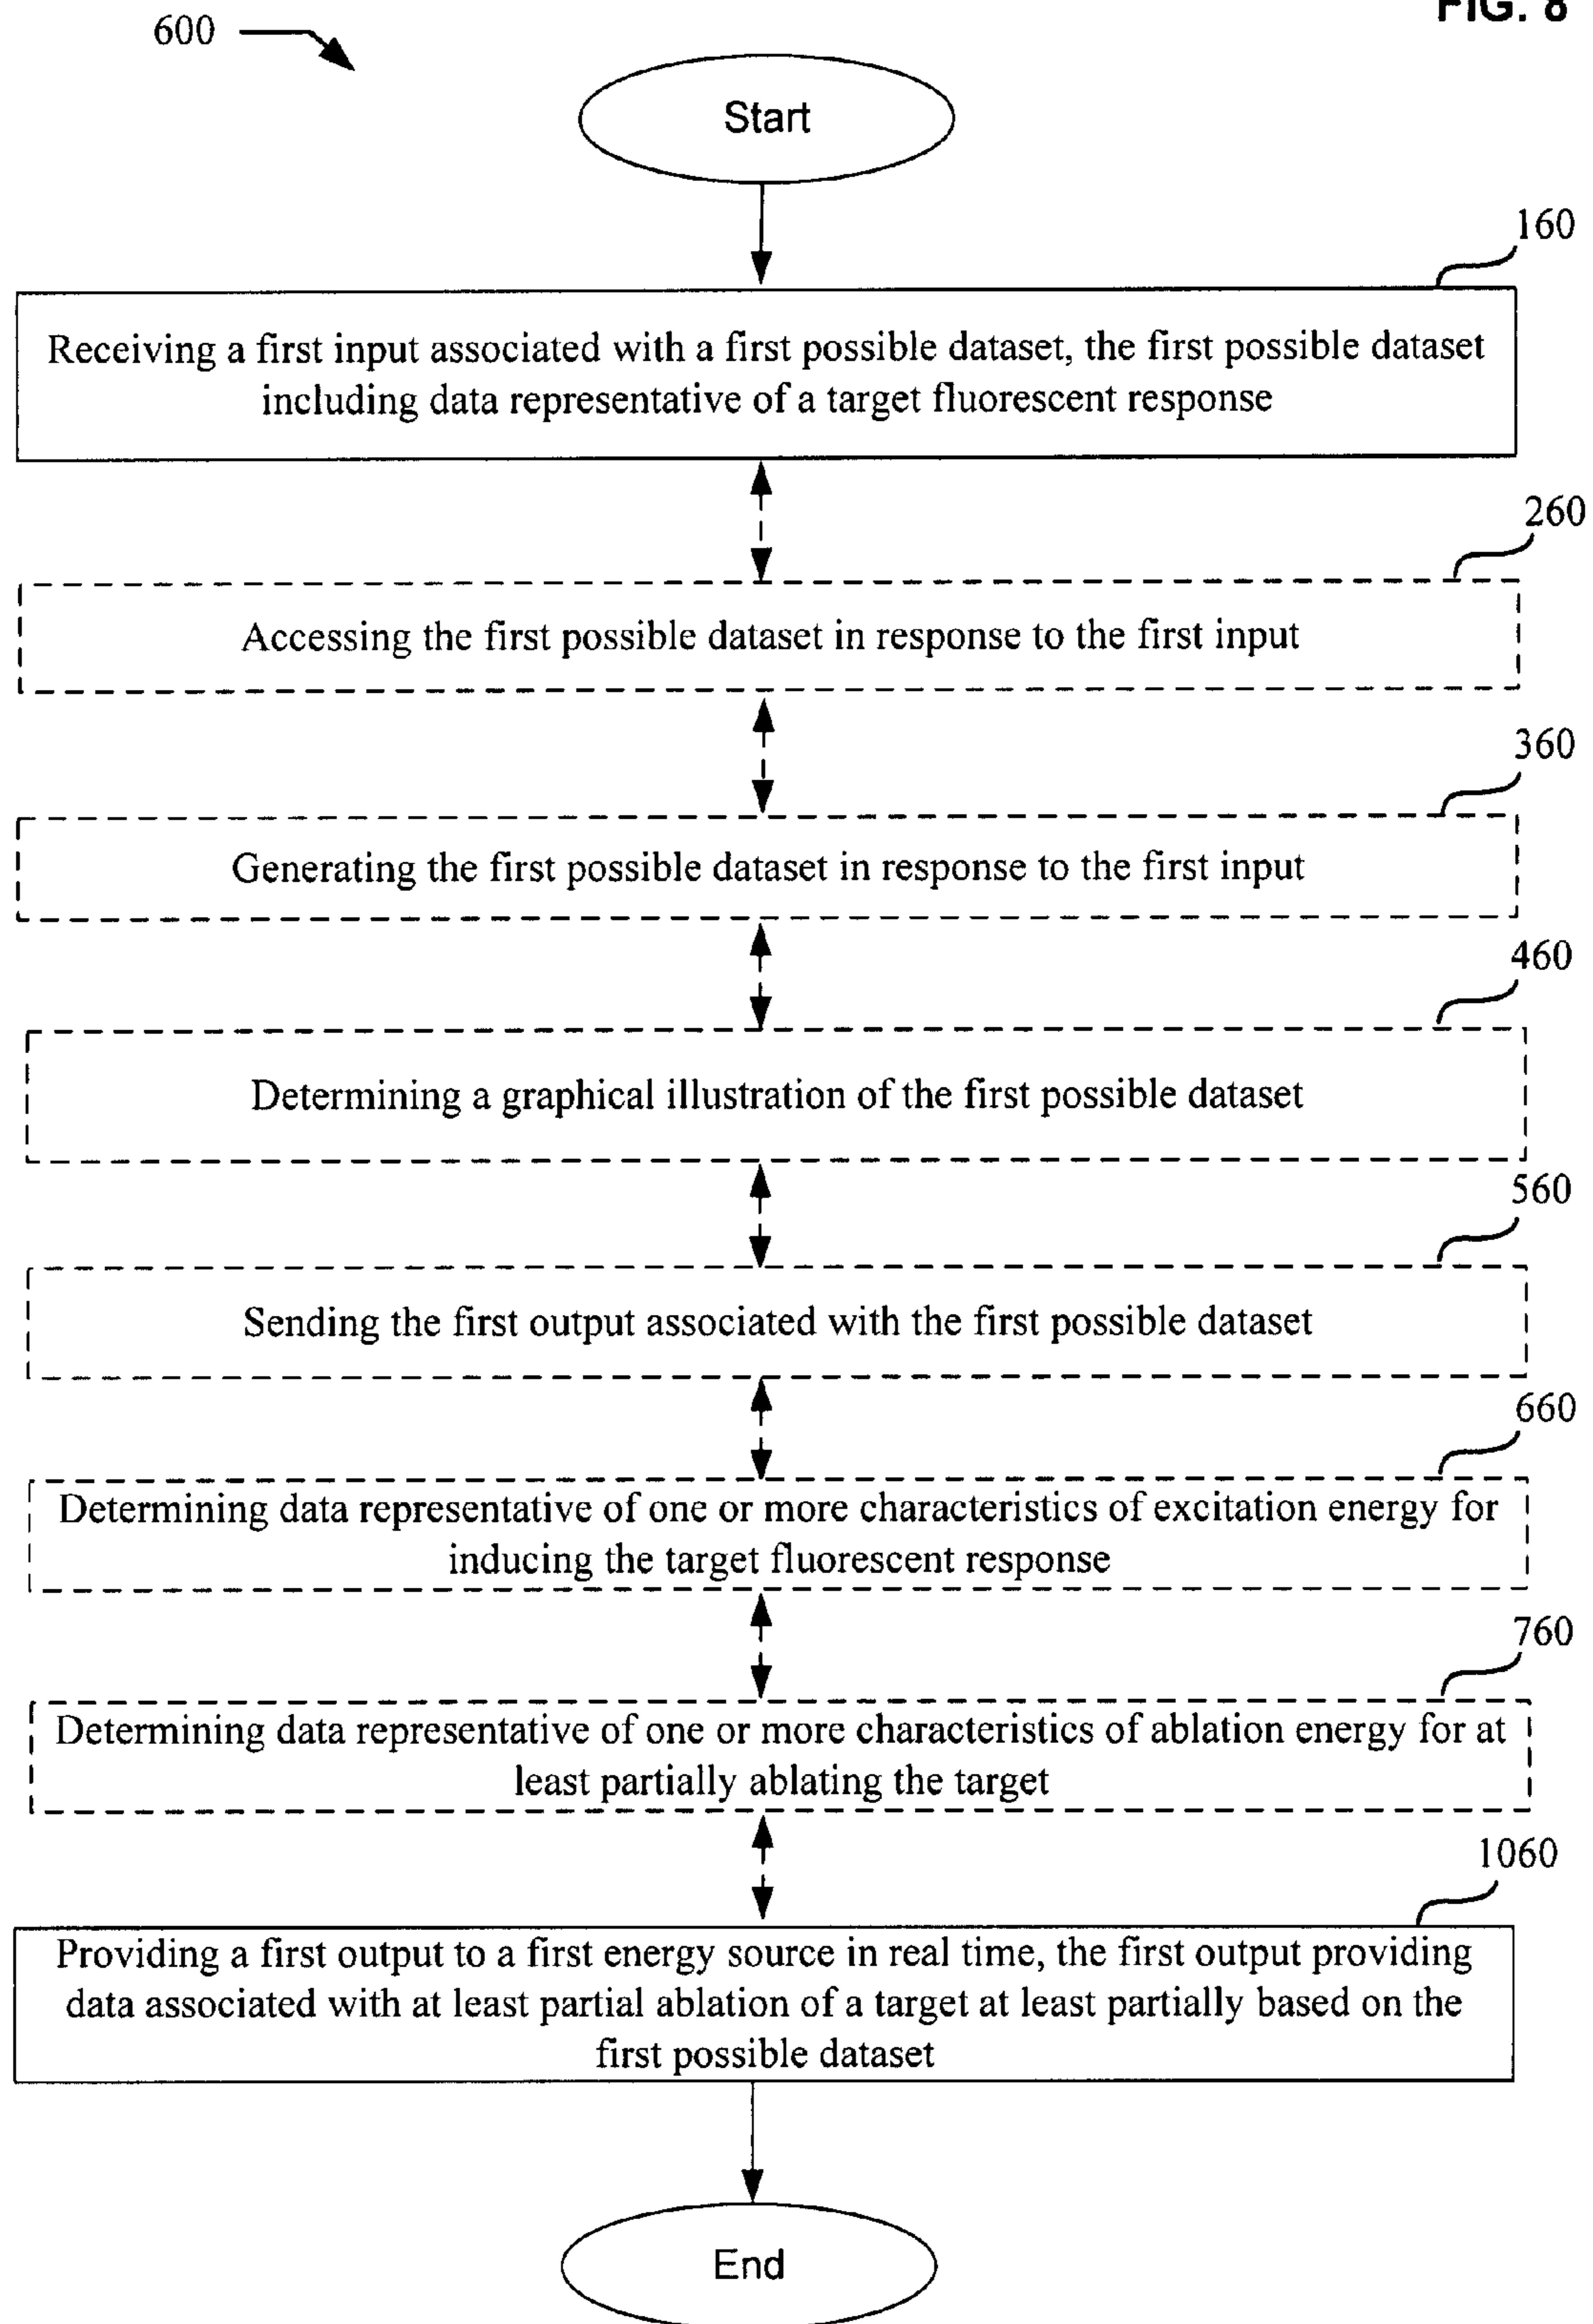 FIG. 8
600
Start
160
Receiving a first input associated with a first possible dataset, the first possible dataset
including data representative of a target fluorescent response
260
Accessing the first possible dataset in response to the first input
360
Generating the first possible dataset in response to the first input
460
Determining a graphical illustration of the first possible dataset
560
Sending the first output associated with the first possible dataset
660
Determining data representative of one or more characteristics of excitation energy for
inducing the target fluorescent response
760
Determining data representative of one or more characteristics of ablation energy for at
least partially ablating the target
1060
Providing a first output to a first energy source in real time, the first output providing
data associated with at least partial ablation of a target at least partially based on the
first possible dataset
End